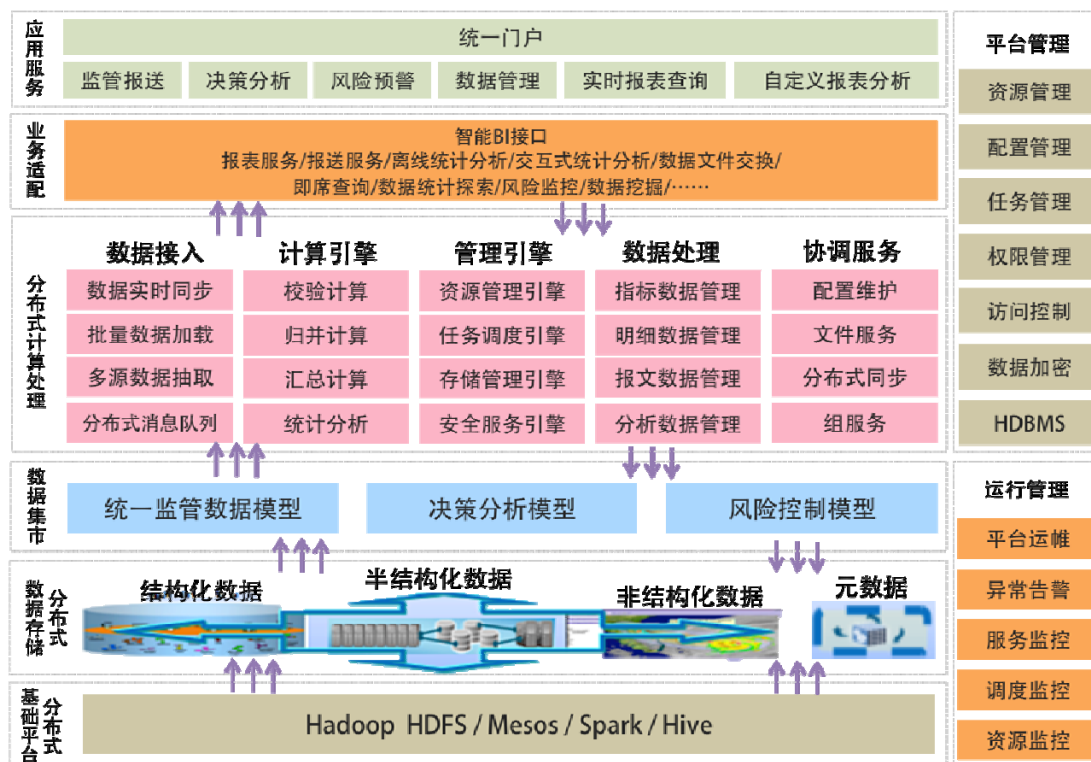 应用服务
统一门户
监管报送
决策分析
风险预警
数据管理
实时报表查询
自定义报表分析
业务适配
智能BI接口
报表服务/报送服务/离线统计分析/交互式统计分析/数据文件交换/
即席查询/数据统计探索/风险监控/数据挖掘/……
分布式计算处理
数据接入
数据实时同步
批量数据加载
多源数据抽取
分布式消息队列
计算引擎
校验计算
归并计算
汇总计算
统计分析
管理引擎
资源管理引擎
任务调度引擎
存储管理引擎
安全服务引擎
数据处理
指标数据管理
明细数据管理
报文数据管理
分析数据管理
协调服务
配置维护
文件服务
分布式同步
组服务
数据集市
统一监管数据模型
决策分析模型
风险控制模型
分布式
数据存储
结构化数据
半结构化数据
非结构化数据
元数据
分布式
基础平台
Hadoop HDFS / Mesos / Spark / Hive
平台管理
资源管理
配置管理
任务管理
权限管理
访问控制
数据加密
HDBMS
运行管理
平台运帷
异常告警
服务监控
调度监控
资源监控